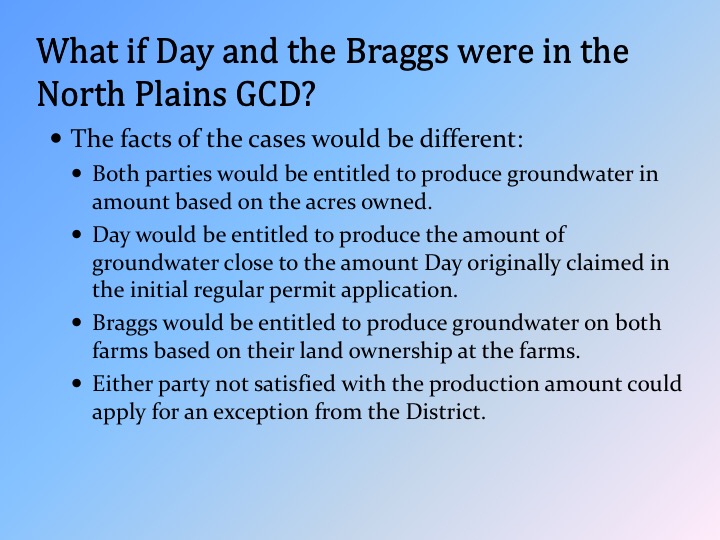 What if Day and the Braggs were in the
North Plains GCD?
• The facts of the cases would be different:
• Both parties would be entitled to produce groundwater in
amount based on the acres owned.
• Day would be entitled to produce the amount of
groundwater close to the amount Day originally claimed in
the initial regular permit application.
• Braggs would be entitled to produce groundwater on both
farms based on their land ownership at the farms.
• Either party not satisfied with the production amount could
apply for an exception from the District.